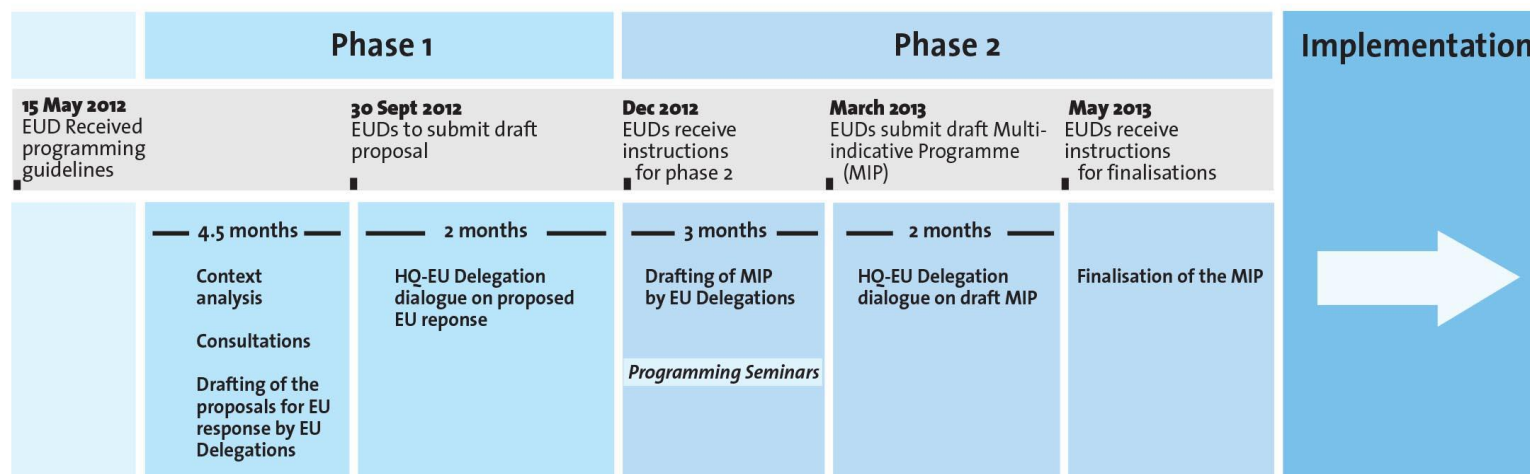 Phase 1
Phase 2
Implementation
15 May 2012
EUD Received
programming
guidelines
30 Sept 2012
EUDs to submit draft
proposal
Dec 2012
EUDs receive
instructions
for phase 2
March 2013
EUDs submit draft Multi-
indicative Programme
(MIP)
May 2013
EUDs receive
instructions
for finalisations
4.5 months
Context
analysis
Consultations
Drafting of the
proposals for EU
response by EU
Delegations
2 months
HQ-EU Delegation
dialogue on proposed
EU reponse
3 months
Drafting of MIP
by EU Delegations
Programming Seminars
2 months
HQ-EU Delegation
dialogue on draft MIP
Finalisation of the MIP